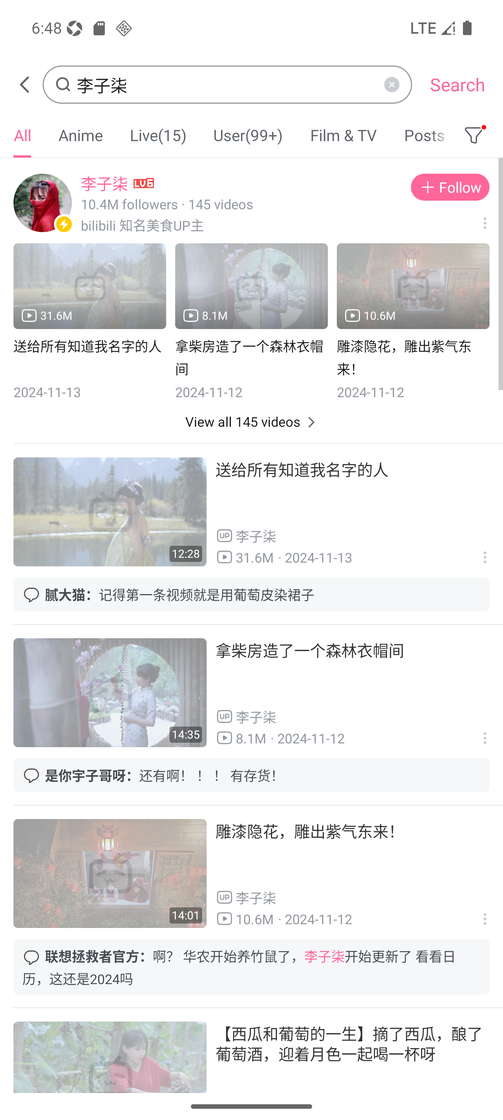 6:48
LTE
李子柒
Search
All
Anime
Live(15)
User(99+)
Film & TV
Posts
李子柒 LV6
+ Follow
10.4M followers · 145 videos
bilibili 知名美食UP主
31.6M
8.1M
10.6M
送给所有知道我名字的人
拿柴房造了一个森林衣帽
间
雕漆隐花，雕出紫气东
来！
2024-11-13
2024-11-12
2024-11-12
View all 145 videos
12:28
送给所有知道我名字的人
UP 李子柒
31.6M · 2024-11-13
腻大猫：记得第一条视频就是用葡萄皮染裙子
14:35
拿柴房造了一个森林衣帽间
UP 李子柒
8.1M · 2024-11-12
是你宇子哥呀：还有啊！！！ 有存货！
14:01
雕漆隐花，雕出紫气东来！
UP 李子柒
10.6M · 2024-11-12
联想拯救者官方：啊？ 华农开始养竹鼠了，李子柒开始更新了 看看日
历，这还是2024吗
【西瓜和葡萄的一生】摘了西瓜，酿了
葡萄酒，迎着月色一起喝一杯呀